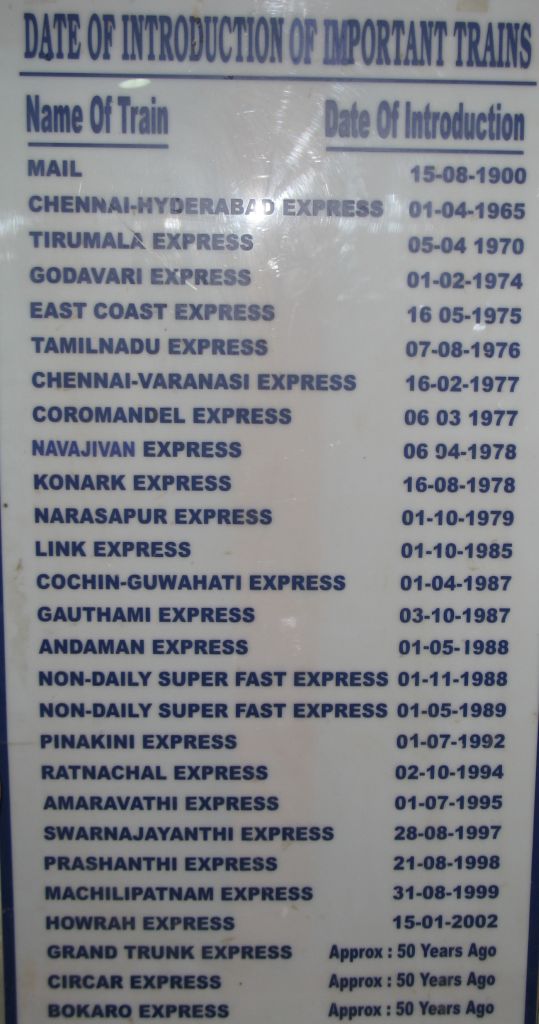 DATE OF INTRODUCTION OF IMPORTANT TRAINS
Name Of Train Date Of Introduction
MAIL 15-08-1900
CHENNAI-HYDERABAD EXPRESS 01-04-1965
TIRUMALA EXPRESS 05-04 1970
GODAVARI EXPRESS 01-02-1974
EAST COAST EXPRESS 16 05-1975
TAMILNADU EXPRESS 07-08-1976
CHENNAI-VARANASI EXPRESS 16-02-1977
COROMANDEL EXPRESS 06 03 1977
NAVAJIVAN EXPRESS 06 04-1978
KONARK EXPRESS 16-08-1978
NARASAPUR EXPRESS 01-10-1979
LINK EXPRESS 01-10-1985
COCHIN-GUWAHATI EXPRESS 01-04-1987
GAUTHAMI EXPRESS 03-10-1987
ANDAMAN EXPRESS 01-05-1988
NON-DAILY SUPER FAST EXPRESS 01-11-1988
NON-DAILY SUPER FAST EXPRESS 01-05-1989
PINAKINI EXPRESS 01-07-1992
RATNACHAL EXPRESS 02-10-1994
AMARAVATHI EXPRESS 01-07-1995
SWARNAJAYANTHI EXPRESS 28-08-1997
PRASHANTHI EXPRESS 21-08-1998
MACHILIPATNAM EXPRESS 31-08-1999
HOWRAH EXPRESS 15-01-2002
GRAND TRUNK EXPRESS Approx : 50 Years Ago
CIRCAR EXPRESS Approx : 50 Years Ago
BOKARO EXPRESS Approx : 50 Years Ago